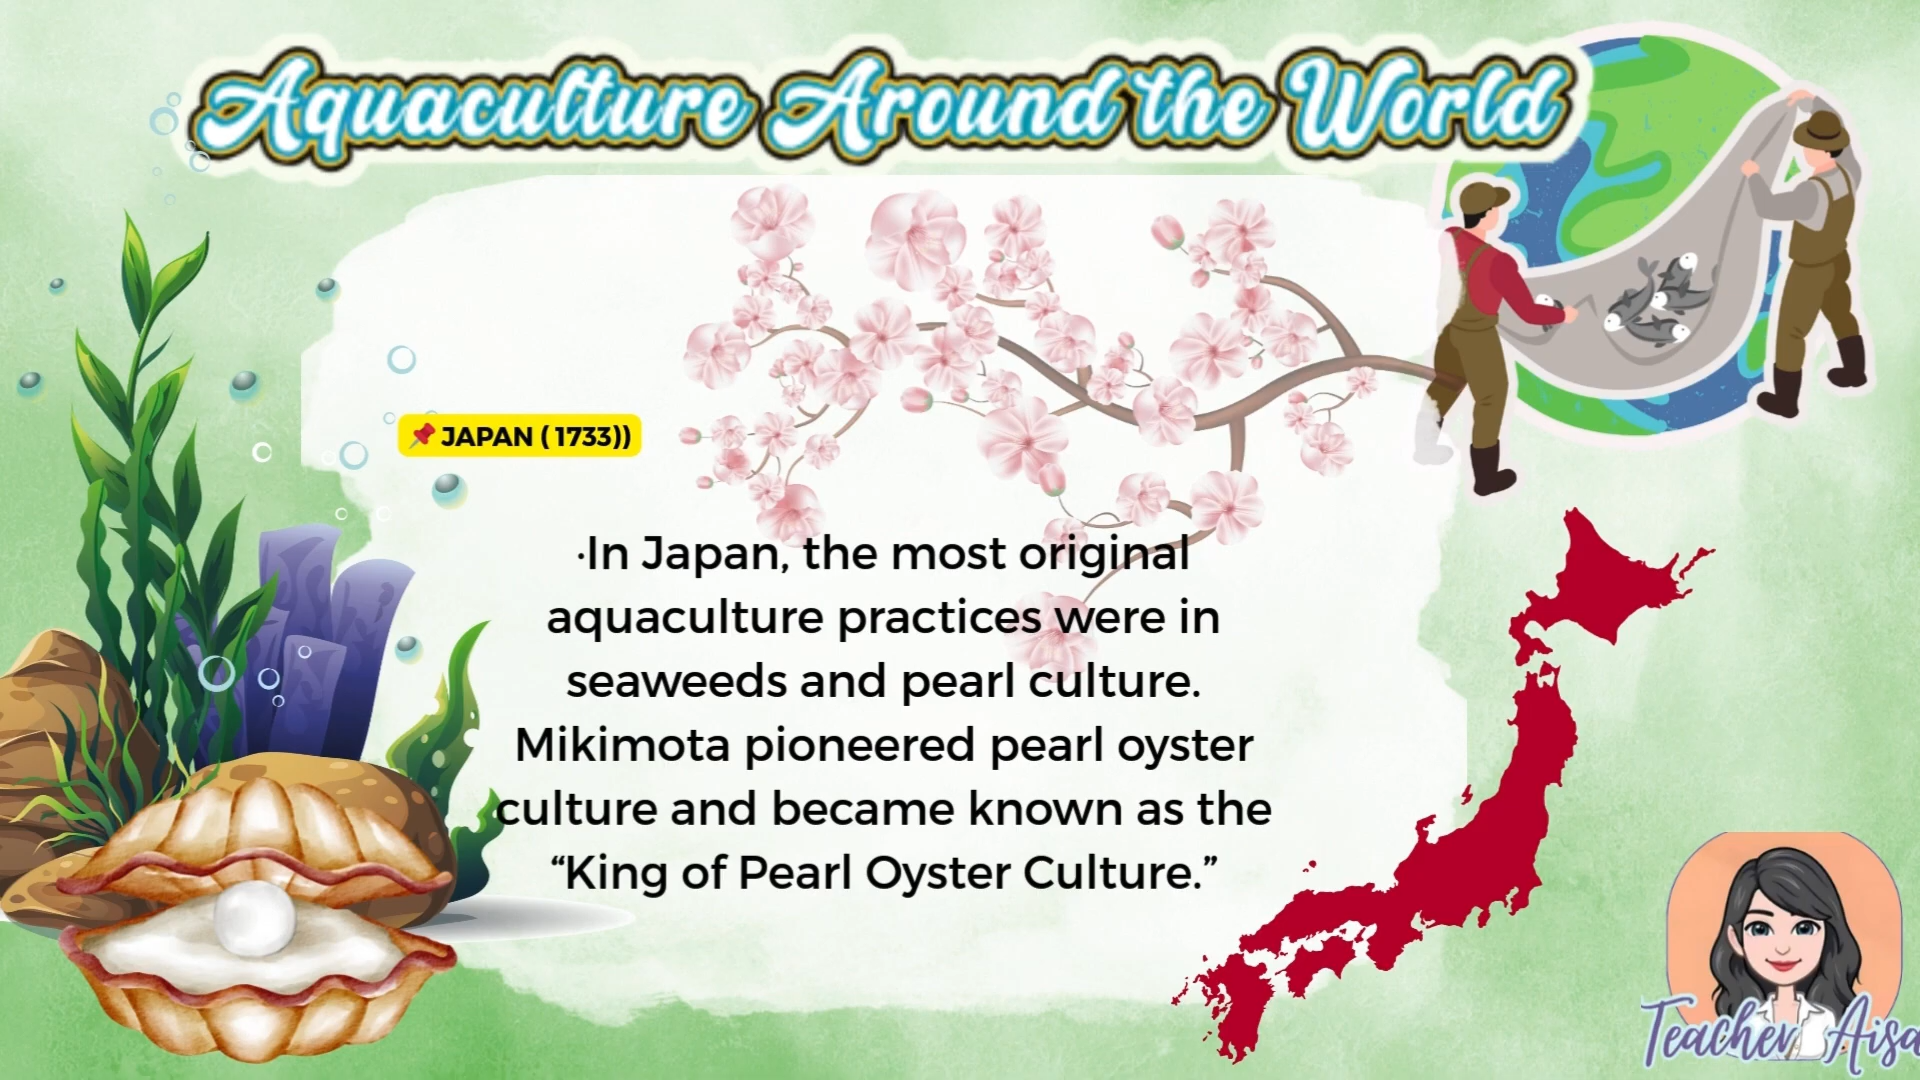 Aquaculture Around the World
JAPAN ( 1733))
·In Japan, the most original
aquaculture practices were in
seaweeds and pearl culture.
Mikimota pioneered pearl oyster
culture and became known as the
“King of Pearl Oyster Culture.”
Teacher Aisa